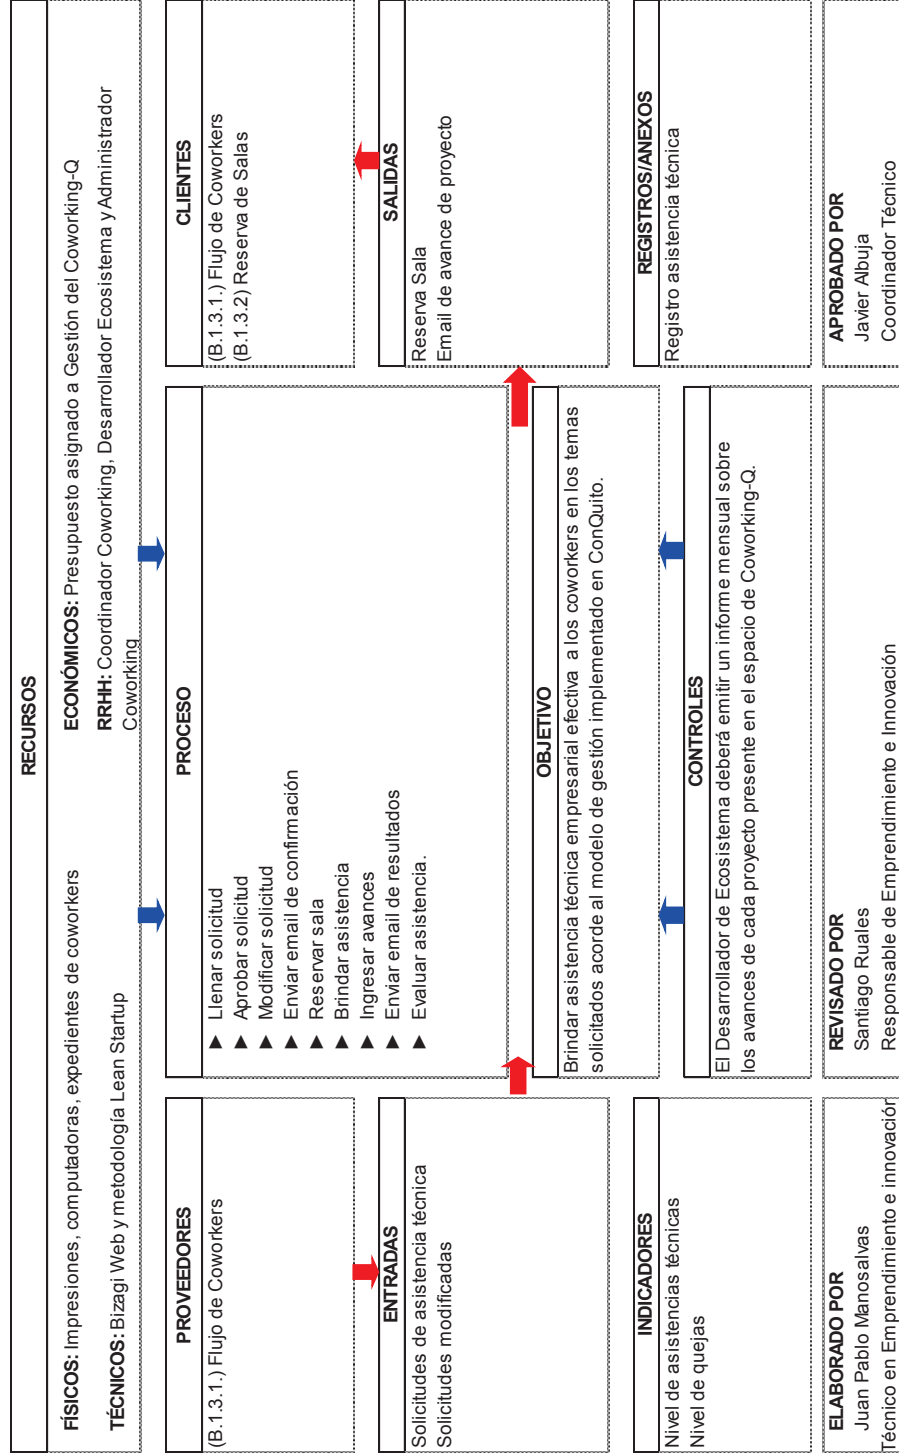 RECURSOS
FÍSICOS: Impresiones, computadoras, expedientes de coworkers
TÉCNICOS: Bizagi Web y metodología Lean Startup
ECONÓMICOS: Presupuesto asignado a Gestión del Coworking-Q
RRHH: Coordinador Coworking, Desarrollador Ecosistema y Administrador
Coworking
PROVEEDORES
(B.1.3.1.) Flujo de Coworkers
ENTRADAS
Solicitudes de asistencia técnica
Solicitudes modificadas
PROCESO
▲ Llenar solicitud
▲ Aprobar solicitud
▲ Modificar solicitud
▲ Enviar email de confirmación
▲ Reservar sala
▲ Brindar asistencia
▲ Ingresar avances
▲ Enviar email de resultados
▲ Evaluar asistencia.
CLIENTES
(B.1.3.1.) Flujo de Coworkers
(B.1.3.2) Reserva de Salas
SALIDAS
Reserva Sala
Email de avance de proyecto
OBJETIVO
Brindar asistencia técnica empresarial efectiva a los coworkers en los temas
solicitados acorde al modelo de gestión implementado en ConQuito.
INDICADORES
Nivel de asistencias técnicas
Nivel de quejas
CONTROLES
El Desarrollador de Ecosistema deberá emitir un informe mensual sobre
los avances de cada proyecto presente en el espacio de Coworking-Q.
REGISTROS/ANEXOS
Registro asistencia técnica
ELABORADO POR
Juan Pablo Manosalvas
Técnico en Emprendimiento e innovación
REVISADO POR
Santiago Ruales
Responsable de Emprendimiento e Innovación
APROBADO POR
Javier Albuja
Coordinador Técnico